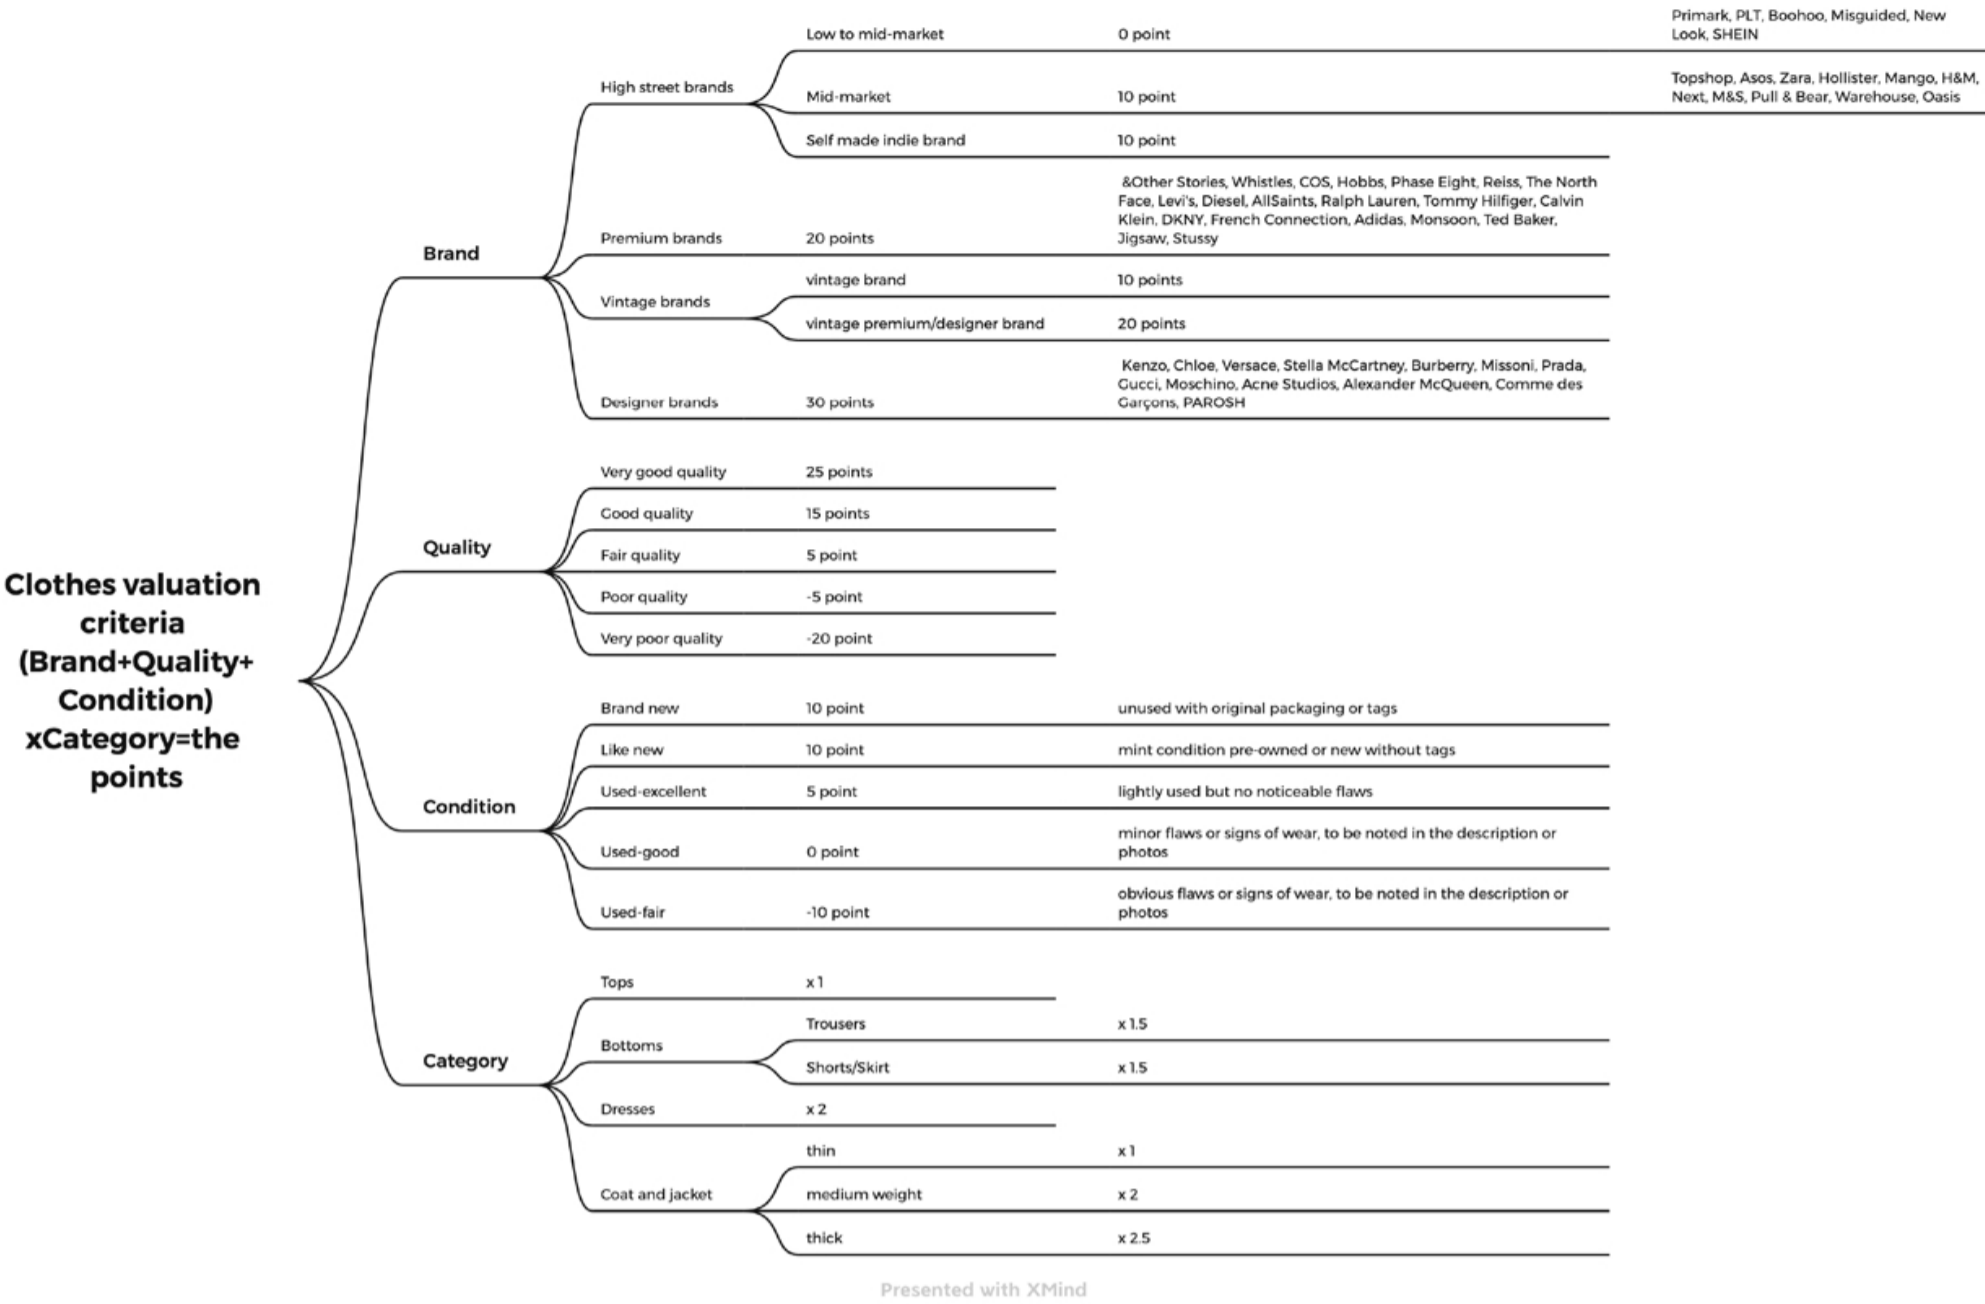 Clothes valuation
criteria
(Brand+Quality+
Condition)
xCategory=the
points
Brand
High street brands
Low to mid-market
0 point
Primark, PLT, Boohoo, Misguided, New
Look, SHEIN
Mid-market
10 point
Topshop, Asos, Zara, Hollister, Mango, H&M,
Next, M&S, Pull & Bear, Warehouse, Oasis
Self made indie brand
10 point
Premium brands
20 points
&Other Stories, Whistles, COS, Hobbs, Phase Eight, Reiss, The North
Face, Levi's, Diesel, AllSaints, Ralph Lauren, Tommy Hilfiger, Calvin
Klein, DKNY, French Connection, Adidas, Monsoon, Ted Baker,
Jigsaw, Stussy
Vintage brands
vintage brand
10 points
vintage premium/designer brand
20 points
Designer brands
30 points
Kenzo, Chloe, Versace, Stella McCartney, Burberry, Missoni, Prada,
Gucci, Moschino, Acne Studios, Alexander McQueen, Comme des
Garçons, PAROSH
Quality
Very good quality
25 points
Good quality
15 points
Fair quality
5 point
Poor quality
-5 point
Very poor quality
-20 point
Condition
Brand new
10 point
unused with original packaging or tags
Like new
10 point
mint condition pre-owned or new without tags
Used-excellent
5 point
lightly used but no noticeable flaws
Used-good
0 point
minor flaws or signs of wear, to be noted in the description or
photos
Used-fair
-10 point
obvious flaws or signs of wear, to be noted in the description or
photos
Category
Tops
x 1
Bottoms
Trousers
x 1.5
Shorts/Skirt
x 1.5
Dresses
x 2
Coat and jacket
thin
x 1
medium weight
x 2
thick
x 2.5
Presented with XMind